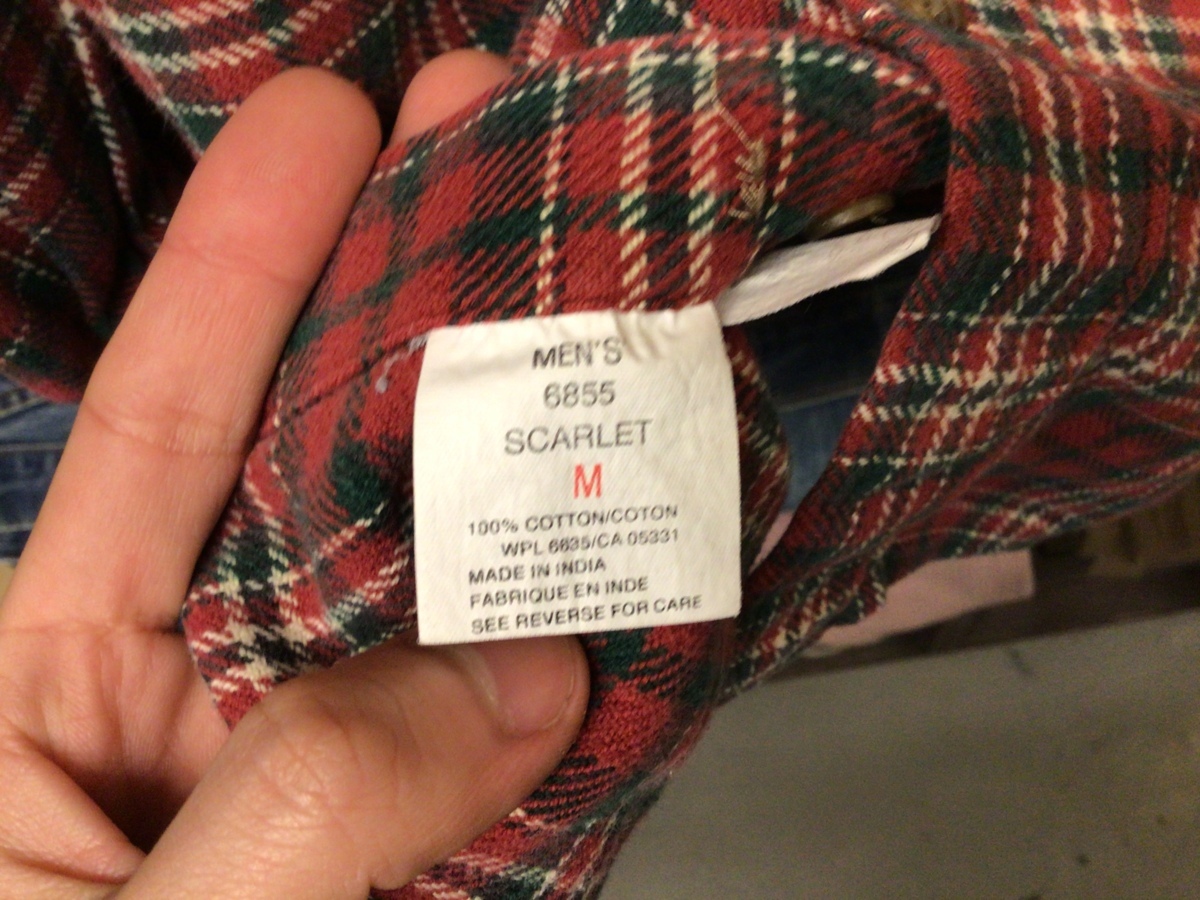 MEN'S
6855
SCARLET
M
100% COTTON/COTON
WPL 6635/CA 05331
MADE IN INDIA
FABRIQUE EN INDE
SEE REVERSE FOR CARE